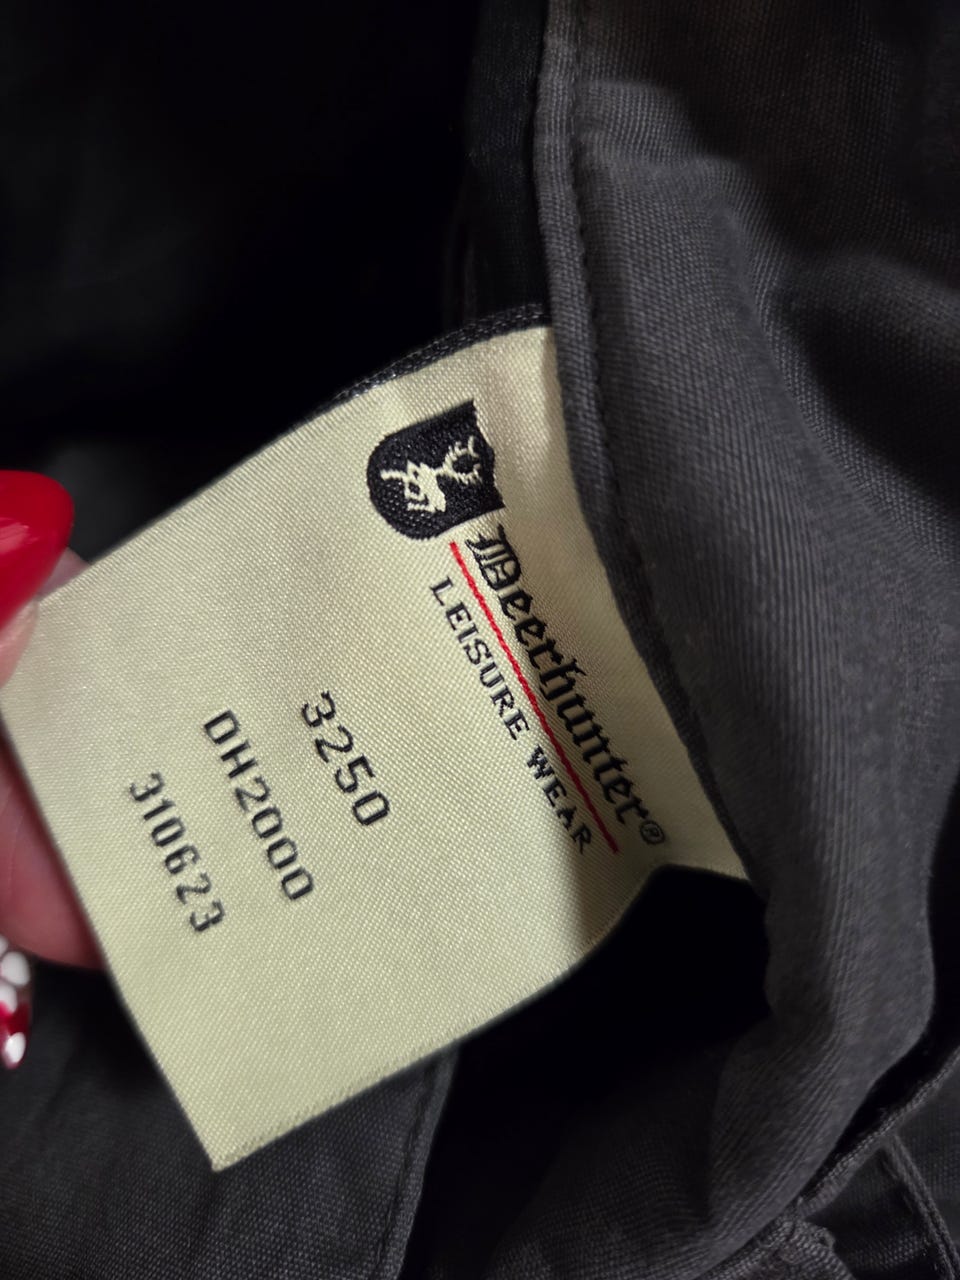 Deerhunter®
LEISURE WEAR
3250
DH2000
310623